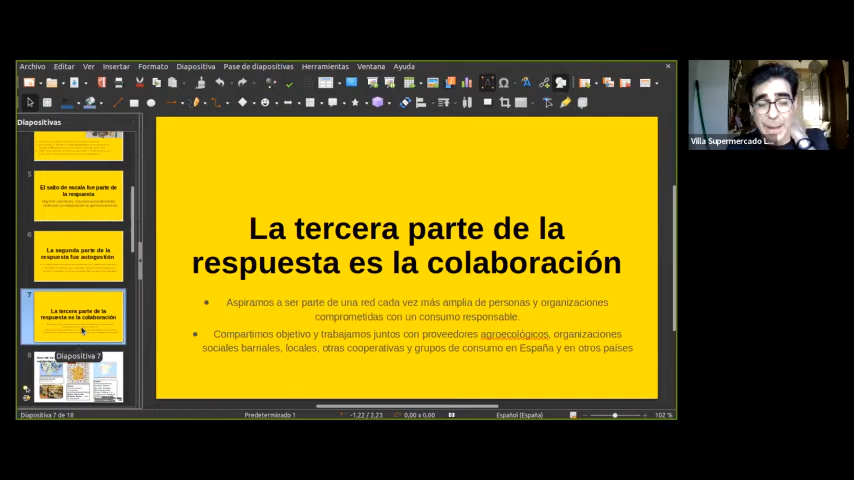 Archivo Editar Ver Insertar Formato Diapositiva Pase de diapositivas Herramientas Ventana Ayuda
Diapositivas
5
El salto de escala fue parte de
la respuesta
6
La segunda parte de la
respuesta fue autogestión
7
La tercera parte de la
respuesta es la colaboración
Diapositiva 7
8
La tercera parte de la
respuesta es la colaboración
Aspiramos a ser parte de una red cada vez más amplia de personas y organizaciones
comprometidas con un consumo responsable.
Compartimos objetivo y trabajamos juntos con proveedores agroecológicos, organizaciones
sociales barriales, locales, otras cooperativas y grupos de consumo en España y en otros países
Diapositiva 7 de 18 Predeterminado 1 -1,22 / 2,23 0,00 x 0,00 Español (España) 102 %
Villa Supermercado L...